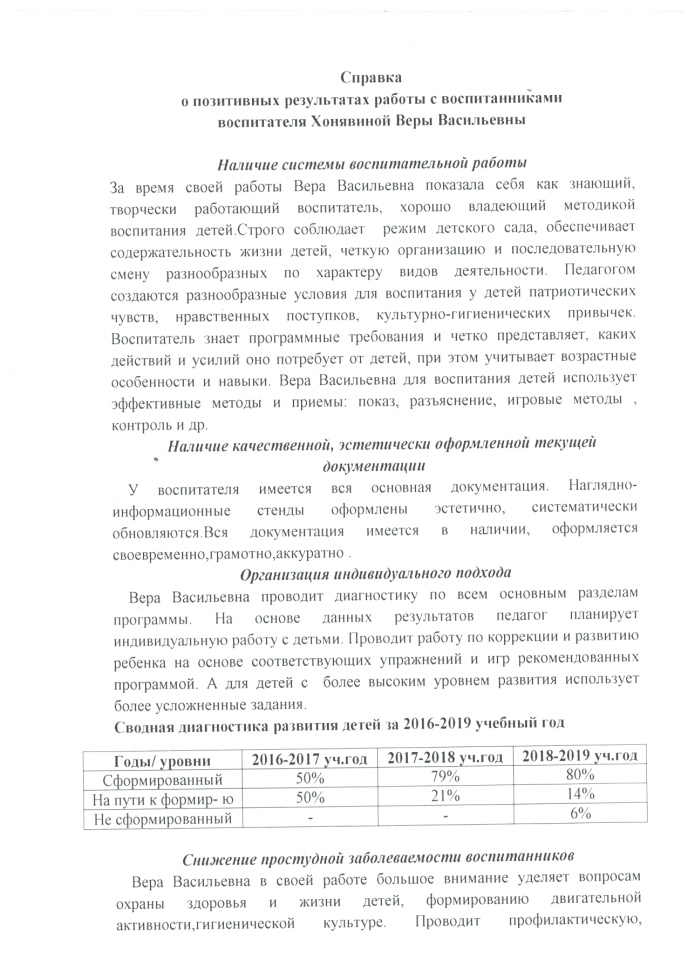 Справка
о позитивных результатах работы с воспитанниками
воспитателя Хонявиной Веры Васильевны
Наличие системы воспитательной работы
За время своей работы Вера Васильевна показала себя как знающий,
творчески работающий воспитатель, хорошо владеющий методикой
воспитания детей.Строго соблюдает режим детского сада, обеспечивает
содержательность жизни детей, четкую организацию и последовательную
смену разнообразных по характеру видов деятельности. Педагогом
создаются разнообразные условия для воспитания у детей патриотических
чувств, нравственных поступков, культурно-гигиенических привычек.
Воспитатель знает программные требования и четко представляет, каких
действий и усилий оно потребует от детей, при этом учитывает возрастные
особенности и навыки. Вера Васильевна для воспитания детей использует
эффективные методы и приемы: показ, разъяснение, игровые методы ,
контроль и др.
Наличие качественной, эстетически оформленной текущей
документации
У воспитателя имеется вся основная документация. Наглядно-
информационные стенды оформлены эстетично, систематически
обновляются.Вся документация имеется в наличии, оформляется
своевременно,грамотно,аккуратно .
Организация индивидуального подхода
Вера Васильевна проводит диагностику по всем основным разделам
программы. На основе данных результатов педагог планирует
индивидуальную работу с детьми. Проводит работу по коррекции и развитию
ребенка на основе соответствующих упражнений и игр рекомендованных
программой. А для детей с более высоким уровнем развития использует
более усложненные задания.
Сводная диагностика развития детей за 2016-2019 учебный год
Годы/ уровни 2016-2017 уч.год 2017-2018 уч.год 2018-2019 уч.год
Сформированный 50% 79% 80%
На пути к формир- ю 50% 21% 14%
Не сформированный - - 6%
Снижение простудной заболеваемости воспитанников
Вера Васильевна в своей работе большое внимание уделяет вопросам
охраны здоровья и жизни детей, формированию двигательной
активности,гигиенической культуре. Проводит профилактическую,